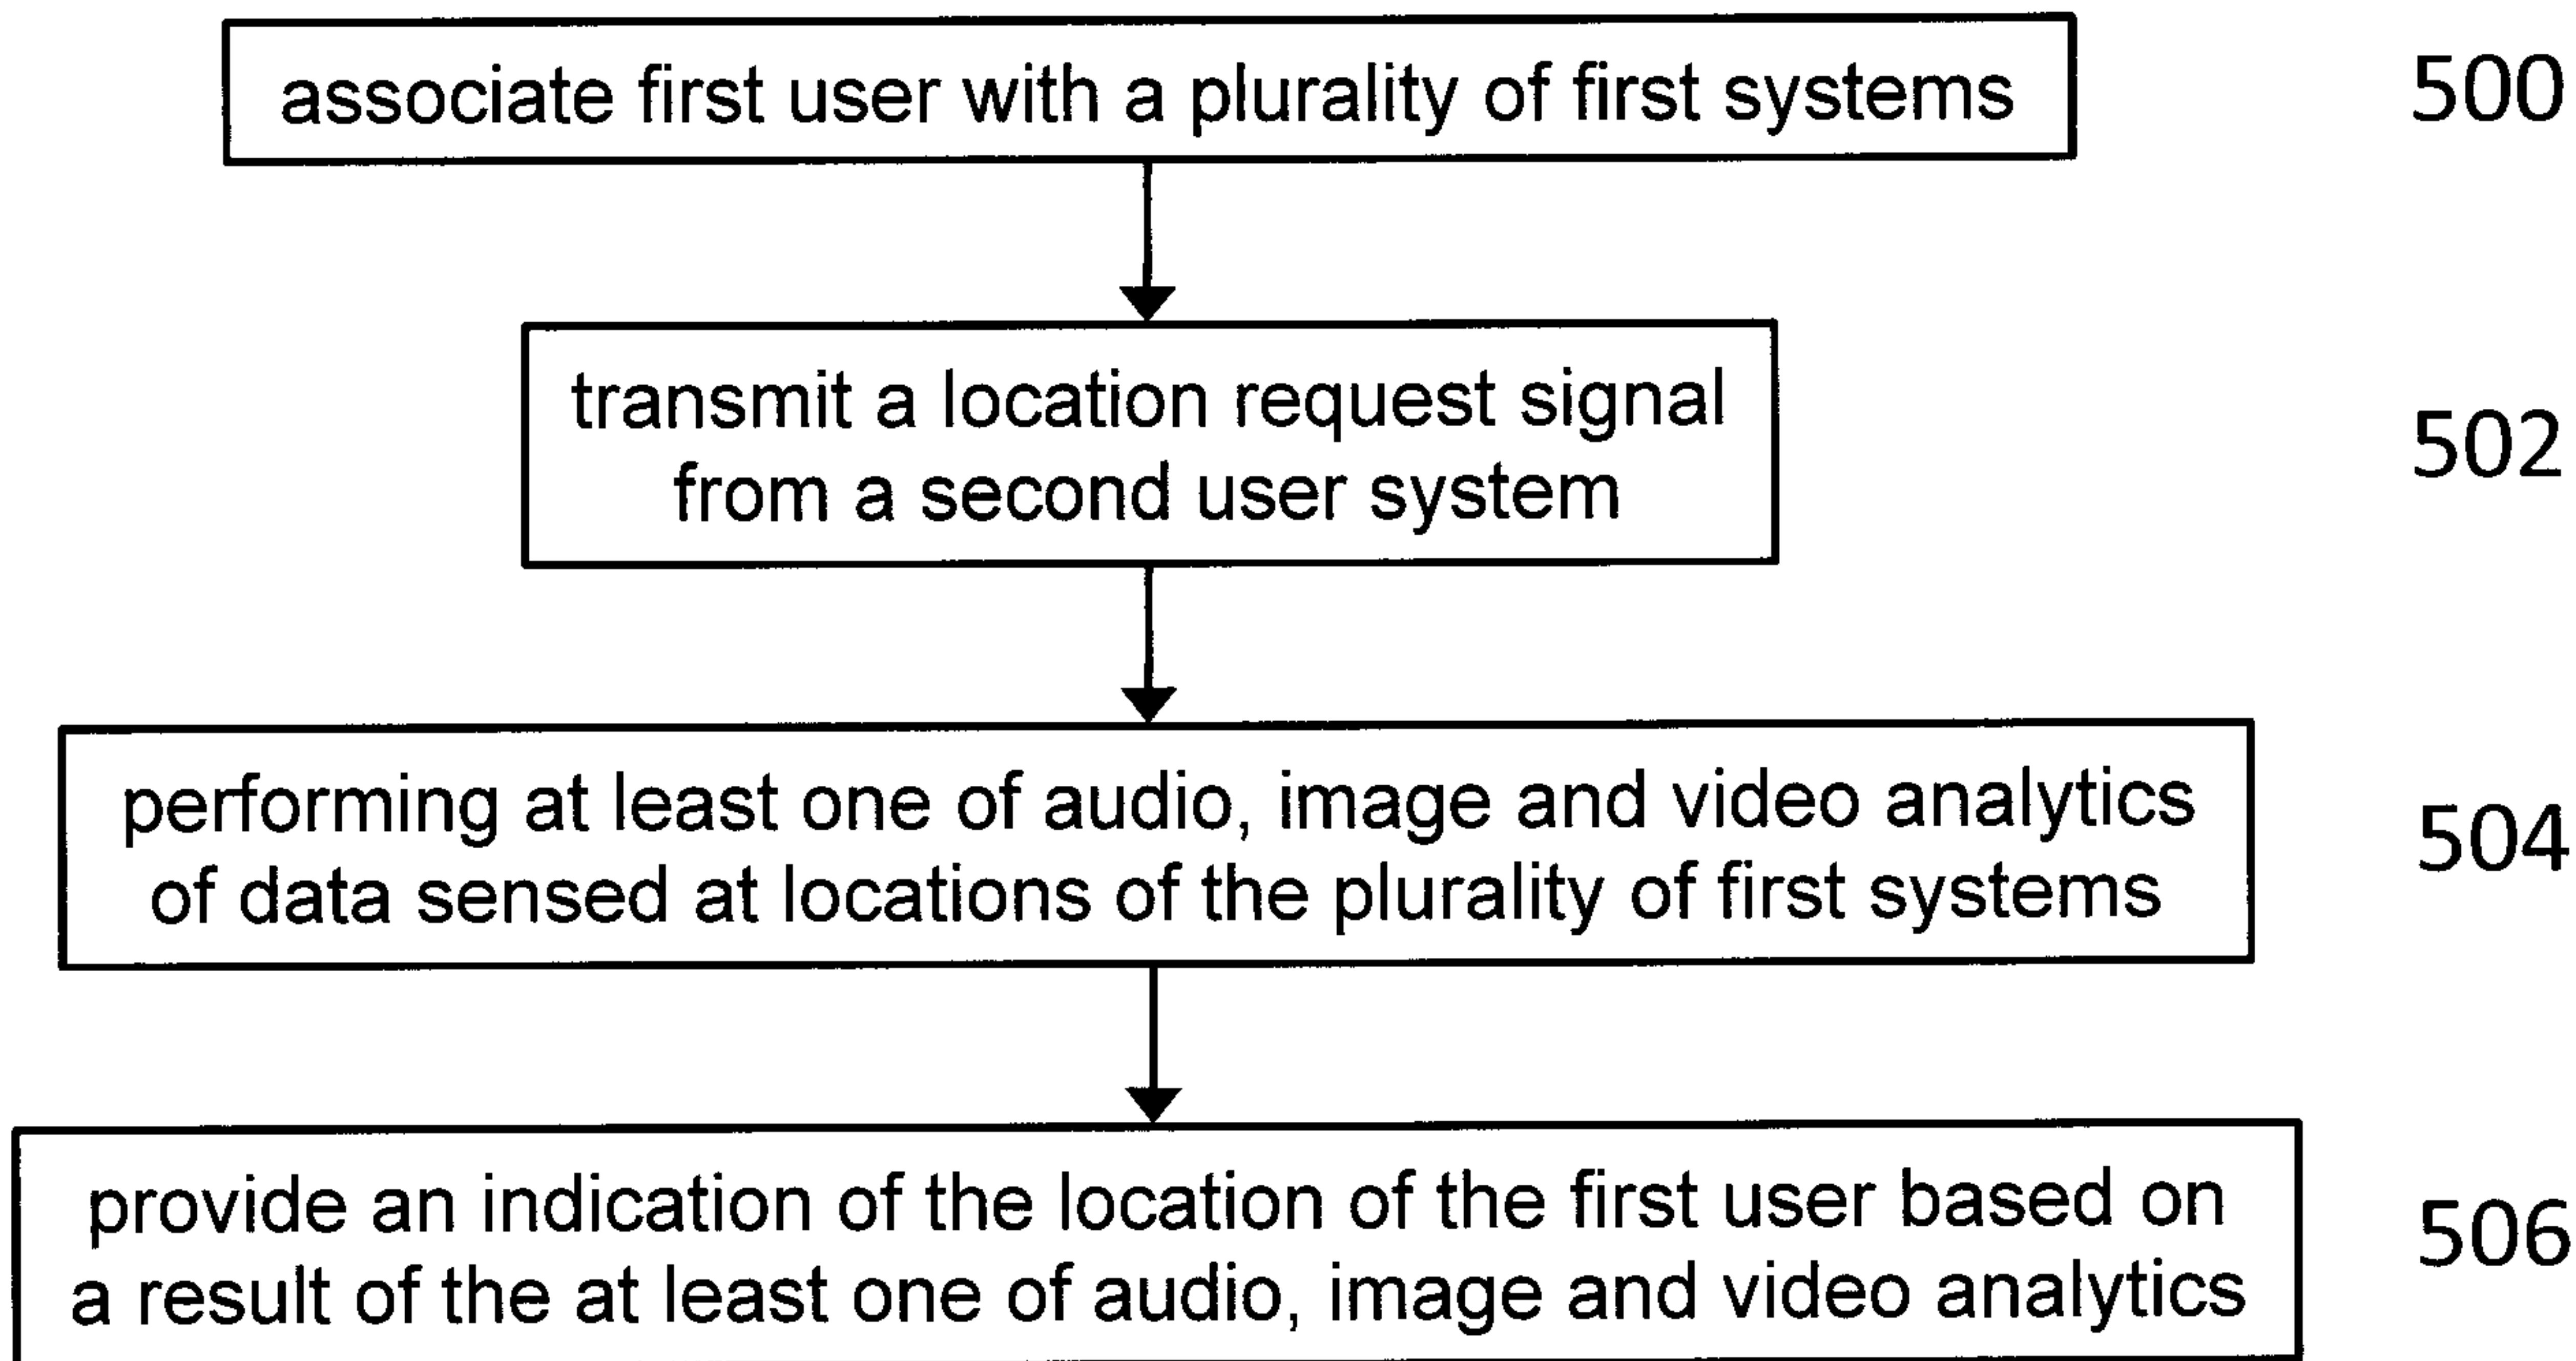 associate first user with a plurality of first systems
500
transmit a location request signal
from a second user system
502
performing at least one of audio, image and video analytics
of data sensed at locations of the plurality of first systems
504
provide an indication of the location of the first user based on
a result of the at least one of audio, image and video analytics
506